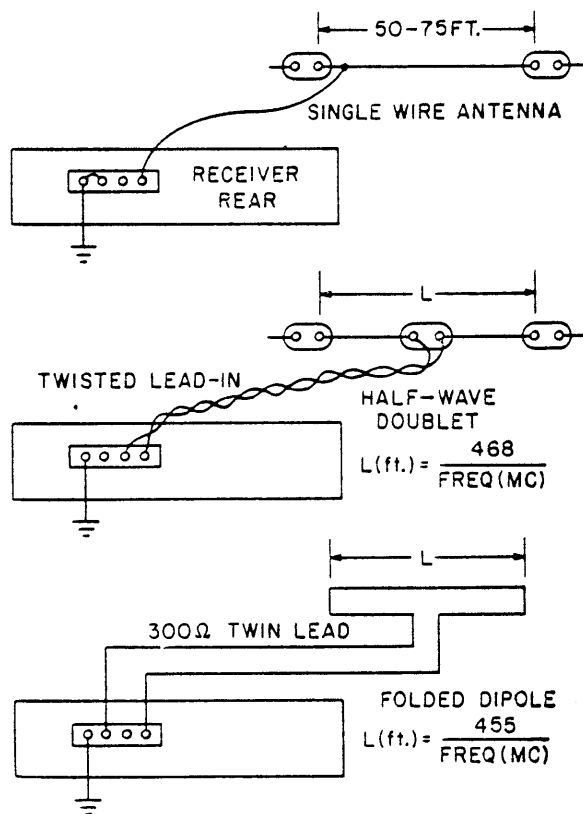 50-75FT.
SINGLE WIRE ANTENNA
RECEIVER
REAR
L
TWISTED LEAD-IN
HALF-WAVE
DOUBLET
L(ft.)= 468
FREQ(MC)
L
300Ω TWIN LEAD
FOLDED DIPOLE
L(ft.)= 455
FREQ(MC)